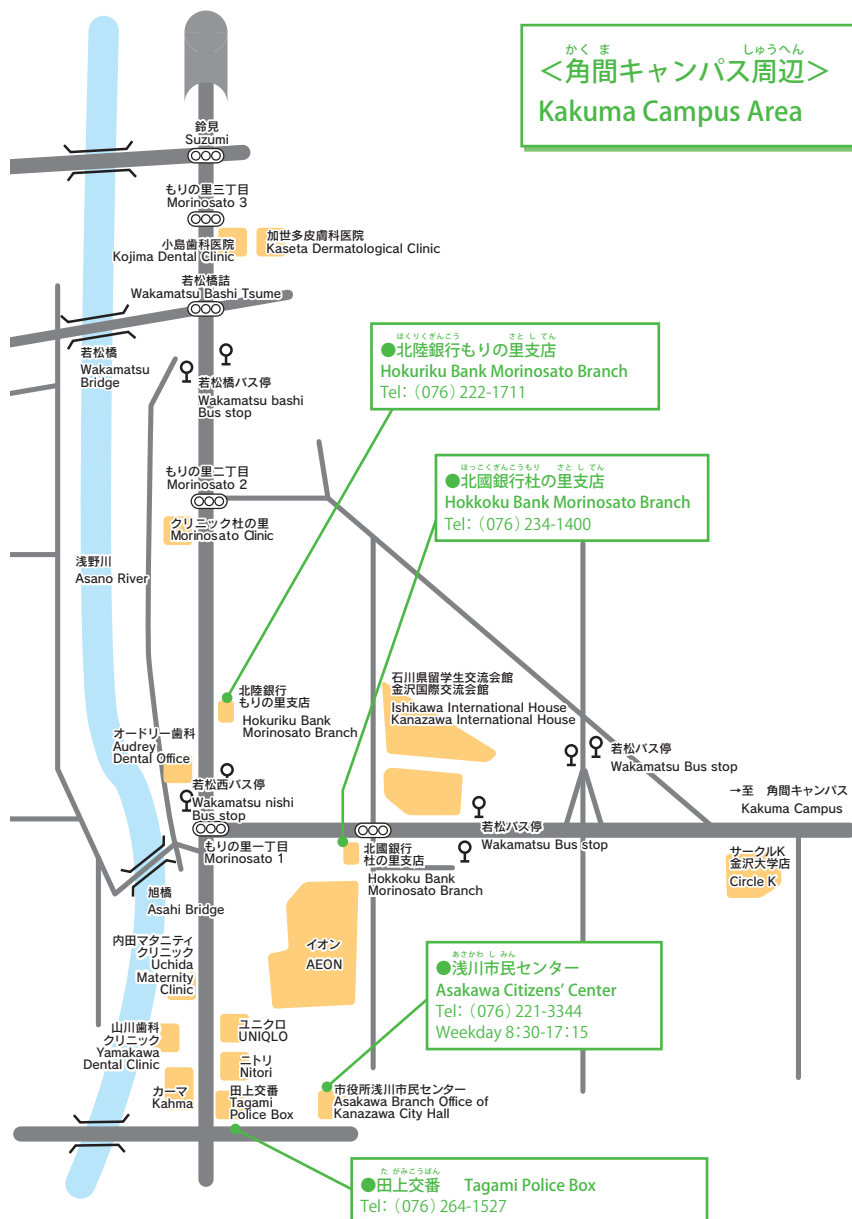 かくま しゅうへん
＜角間キャンパス周辺＞
Kakuma Campus Area
鈴見
Suzumi
もりの里三丁目
Morinosato 3
小島歯科医院
Kojima Dental Clinic
加世多皮膚科医院
Kaseta Dermatological Clinic
若松橋詰
Wakamatsu Bashi Tsume
若松橋
Wakamatsu
Bridge
若松橋バス停
Wakamatsu bashi
Bus stop
ほくりくぎんこう さとしてん
●北陸銀行もりの里支店
Hokuriku Bank Morinosato Branch
Tel:（076）222-1711
もりの里二丁目
Morinosato 2
ほっこくぎんこうもり さとしてん
●北國銀行杜の里支店
Hokkoku Bank Morinosato Branch
Tel:（076）234-1400
クリニック杜の里
Morinosato Clinic
浅野川
Asano River
北陸銀行
もりの里支店
Hokuriku Bank
Morinosato Branch
石川県留学生交流会館
金沢国際交流会館
Ishikawa International House
Kanazawa International House
オードリー歯科
Audrey
Dental Office
若松バス停
Wakamatsu Bus stop
若松西バス停
Wakamatsu nishi
Bus stop
→至　角間キャンパス
Kakuma Campus
若松バス停
Wakamatsu Bus stop
もりの里一丁目
Morinosato 1
北國銀行
杜の里支店
Hokkoku Bank
Morinosato Branch
サークルK
金沢大学店
Circle K
旭橋
Asahi Bridge
内田マタニティ
クリニック
Uchida
Maternity
Clinic
イオン
AEON
あさかわしみん
●浅川市民センター
Asakawa Citizens’ Center
Tel:（076）221-3344
Weekday 8:30-17:15
山川歯科
クリニック
Yamakawa
Dental Clinic
ユニクロ
UNIQLO
ニトリ
Nitori
カーマ
Kahma
田上交番
Tagami
Police Box
市役所浅川市民センター
Asakawa Branch Office of
Kanazawa City Hall
たがみこうばん
●田上交番　Tagami Police Box
Tel:（076）264-1527